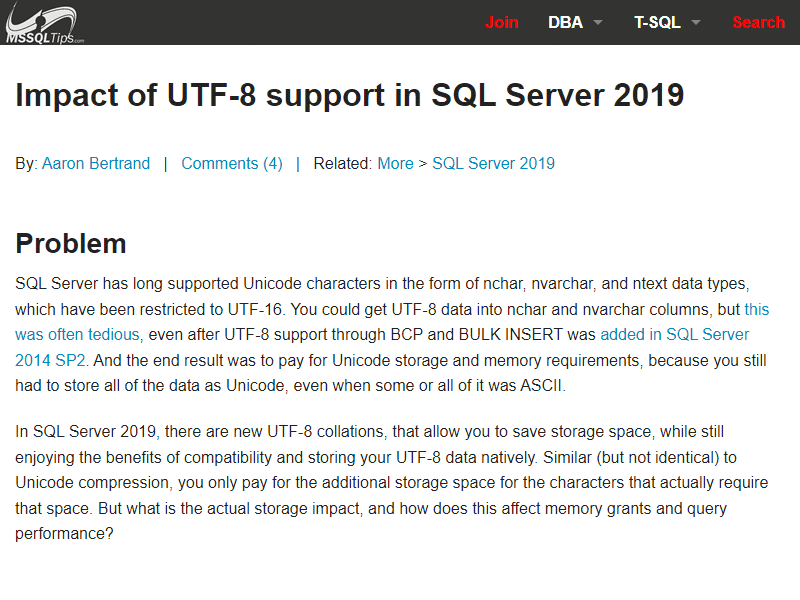 MSSQLTips.com
Join DBA T-SQL Search
Impact of UTF-8 support in SQL Server 2019
By: Aaron Bertrand | Comments (4) | Related: More > SQL Server 2019
Problem
SQL Server has long supported Unicode characters in the form of nchar, nvarchar, and ntext data types,
which have been restricted to UTF-16. You could get UTF-8 data into nchar and nvarchar columns, but this
was often tedious, even after UTF-8 support through BCP and BULK INSERT was added in SQL Server
2014 SP2. And the end result was to pay for Unicode storage and memory requirements, because you still
had to store all of the data as Unicode, even when some or all of it was ASCII.
In SQL Server 2019, there are new UTF-8 collations, that allow you to save storage space, while still
enjoying the benefits of compatibility and storing your UTF-8 data natively. Similar (but not identical) to
Unicode compression, you only pay for the additional storage space for the characters that actually require
that space. But what is the actual storage impact, and how does this affect memory grants and query
performance?